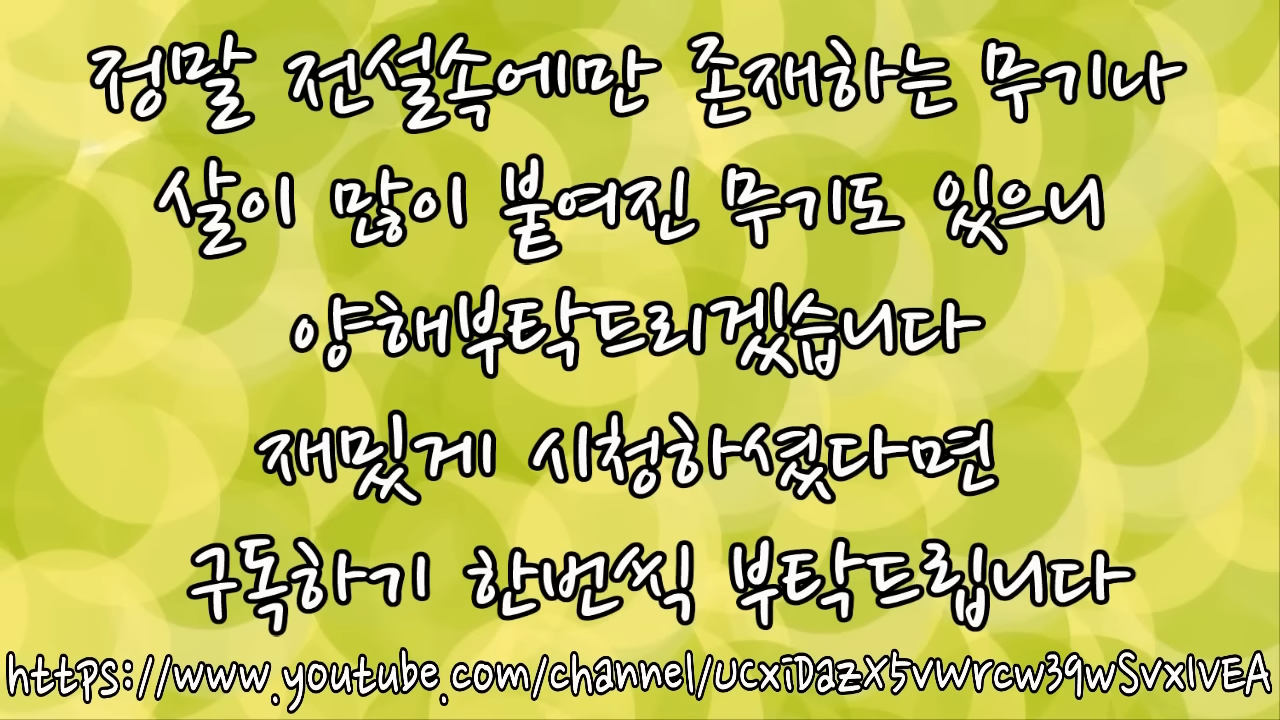 정말 전설속에만 존재하는 무기나
살이 많이 붙여진 무기도 있으니
양해부탁드리겠습니다
재밌게 시청하셨다면
구독하기 한번씩 부탁드립니다
https://www.youtube.com/channel/UCxiDazX5vWrcw39wSvxIVEA